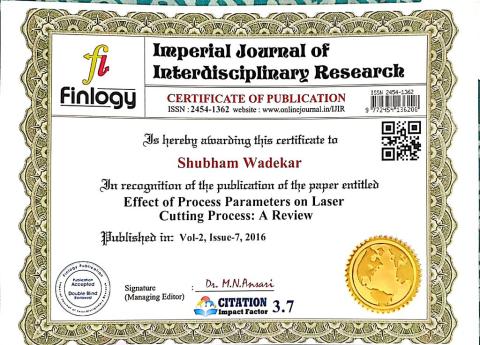 Imperial Journal of
Interdisciplinary Research
Finlogy
CERTIFICATE OF PUBLICATION
ISSN : 2454-1362 website : www.onlinejournal.in/IJIR
ISSN 2454-1362
9 772454 136200
Is hereby awarding this certificate to
Shubham Wadekar
In recognition of the publication of the paper entitled
Effect of Process Parameters on Laser
Cutting Process: A Review
Published in: Vol-2, Issue-7, 2016
Finlogy Publication
Publication
Accepted
Double Blind
Reviewed
Signature : Dr. M.N.Ansari
(Managing Editor)
CITATION
Impact Factor 3.7